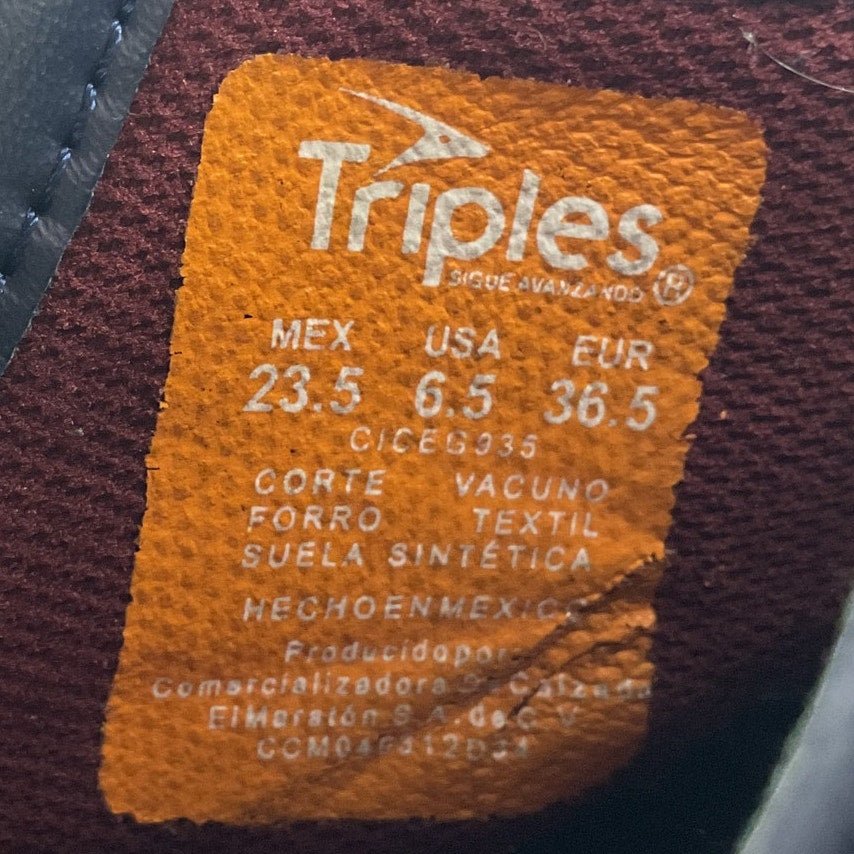 Triples
SIGUE AVANZANDO ®
MEX USA EUR
23.5 6.5 36.5
CICEG935
CORTE VACUNO
FORRO TEXTIL
SUELA SINTÉTICA
HECHO EN MEXICO
Producido por:
Comercializadora De Calzado
El Maratón S.A. de C.V.